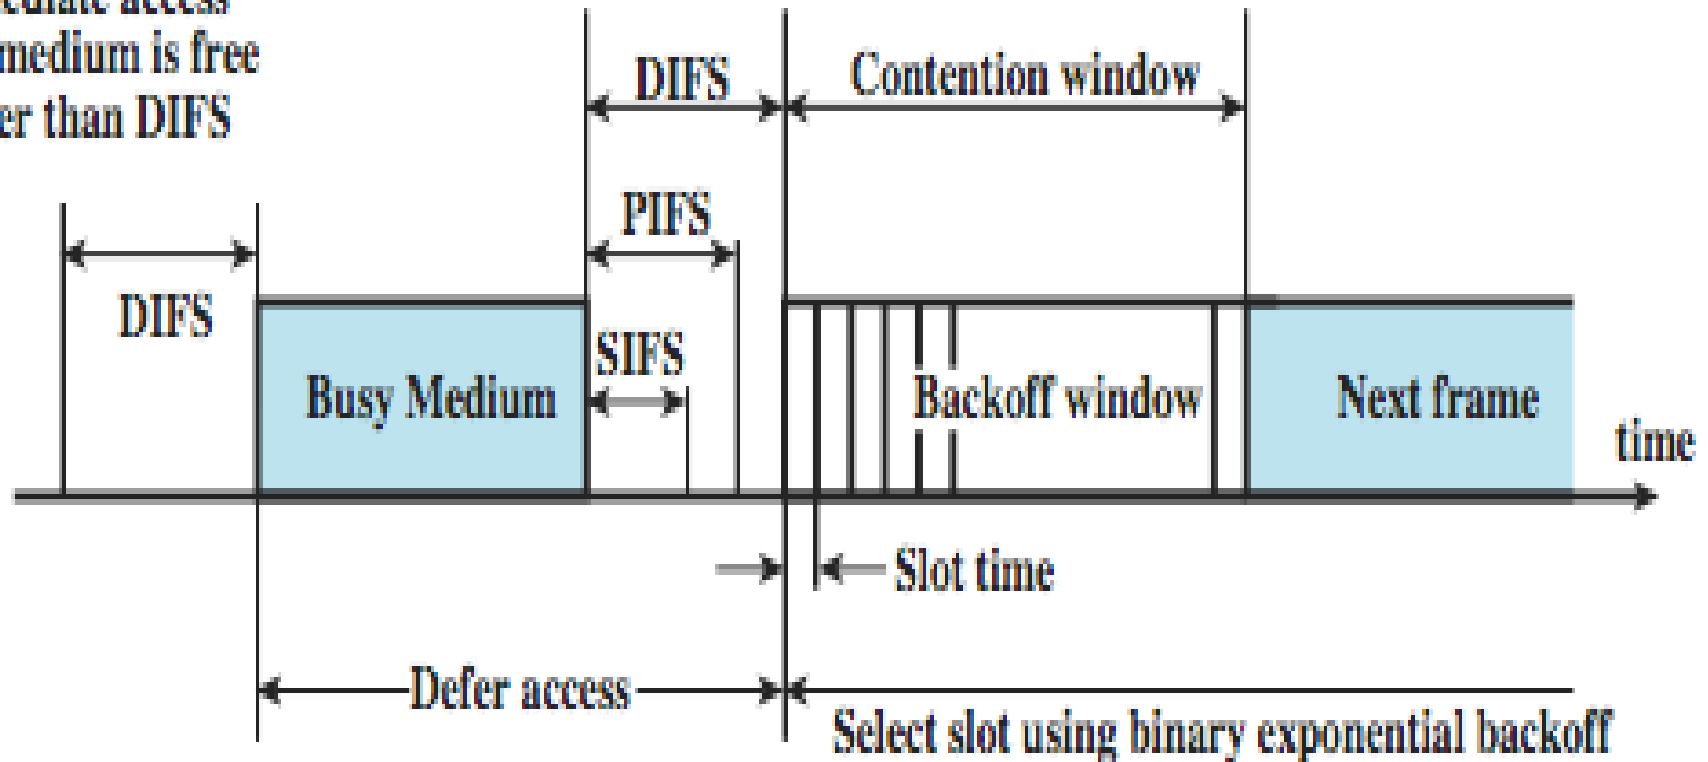 medium is free
er than DIFS
DIFS
Contention window
PIFS
DIFS
SIFS
Busy Medium
Backoff window
Next frame
time
Slot time
Defer access
Select slot using binary exponential backoff